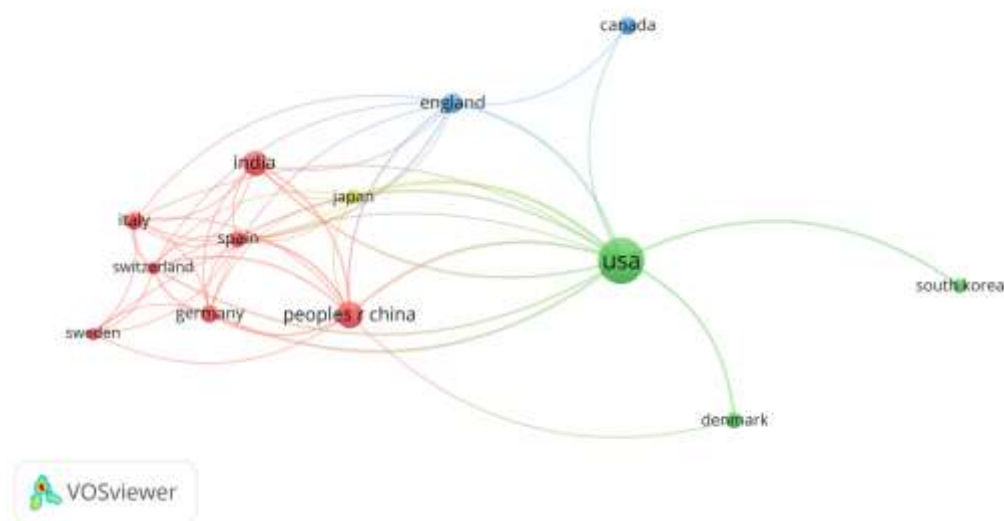 canada
england
india
japan
italy
spain
usa
switzerland
south korea
germany
peoples r china
sweden
denmark
VOSviewer